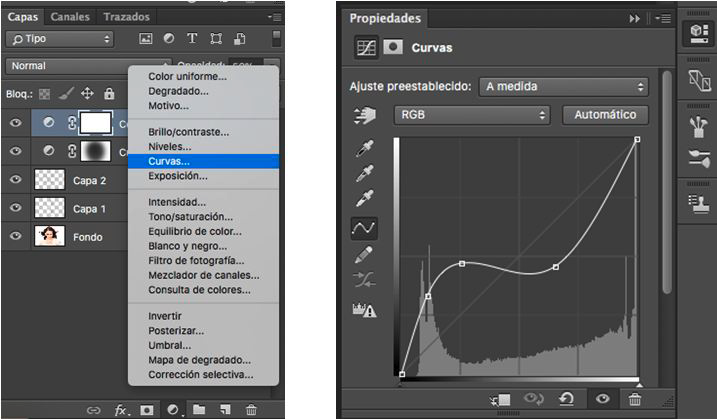 Capas Canales Trazados
Tipo
Normal
Bloq.:
Capa 2
Capa 1
Fondo
Color uniforme...
Degradado...
Motivo...
Brillo/contraste...
Niveles...
Curvas...
Exposición...
Intensidad...
Tono/saturación...
Equilibrio de color...
Blanco y negro...
Filtro de fotografía...
Mezclador de canales...
Consulta de colores...
Invertir
Posterizar...
Umbral...
Mapa de degradado...
Corrección selectiva...
fx
Propiedades
Curvas
Ajuste preestablecido: A medida
RGB Automático